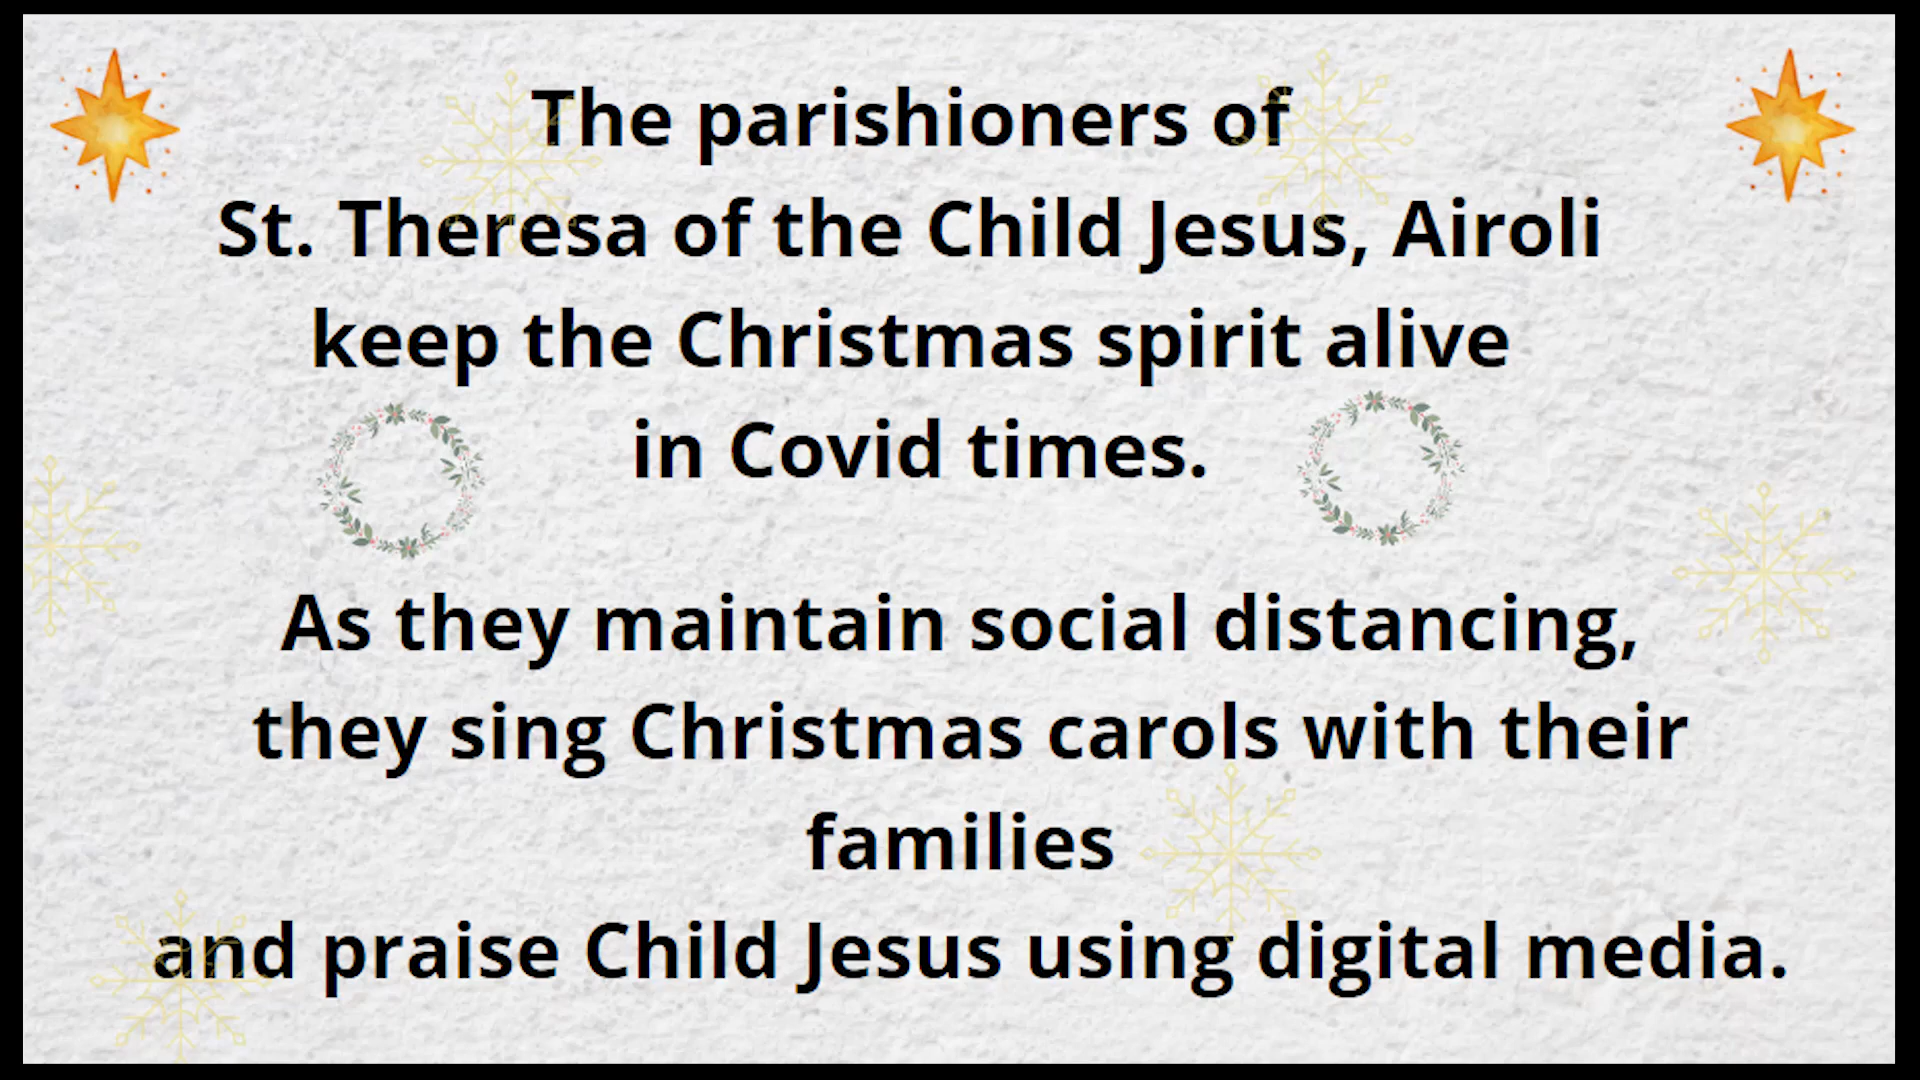 The parishioners of
St. Theresa of the Child Jesus, Airoli
keep the Christmas spirit alive
in Covid times.
As they maintain social distancing,
they sing Christmas carols with their
families
and praise Child Jesus using digital media.